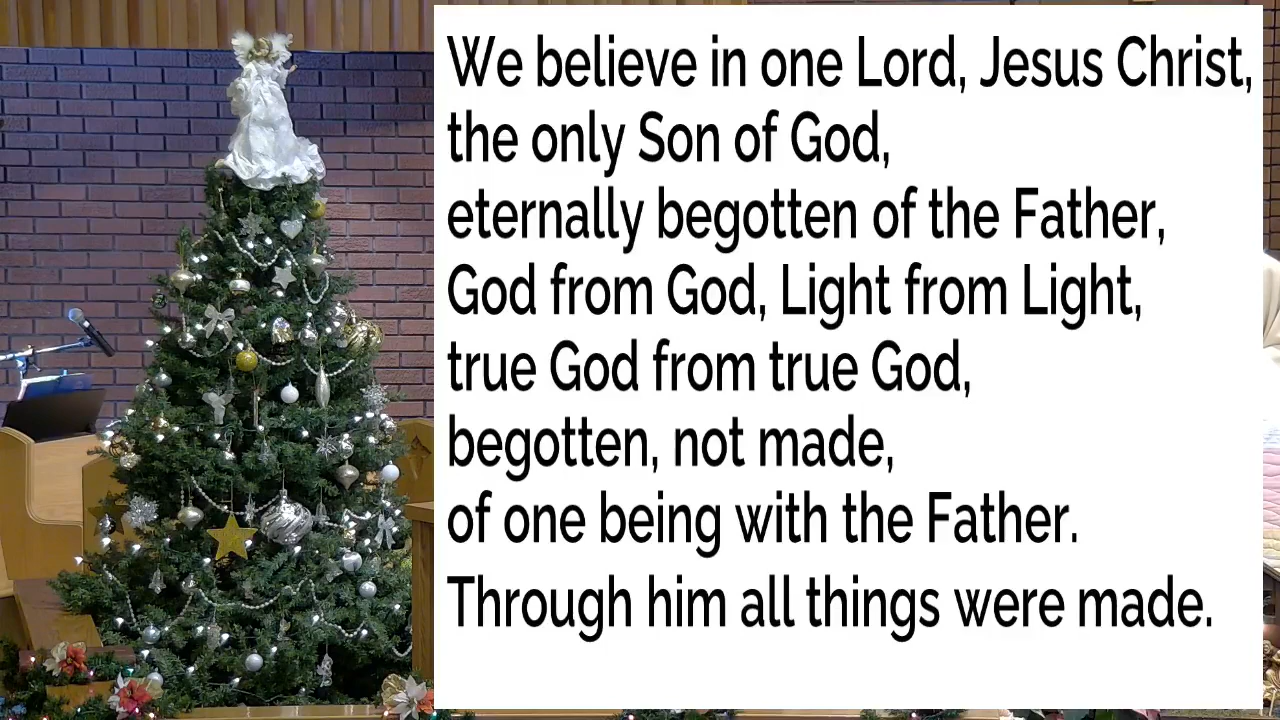 We believe in one Lord, Jesus Christ,
the only Son of God,
eternally begotten of the Father,
God from God, Light from Light,
true God from true God,
begotten, not made,
of one being with the Father.
Through him all things were made.